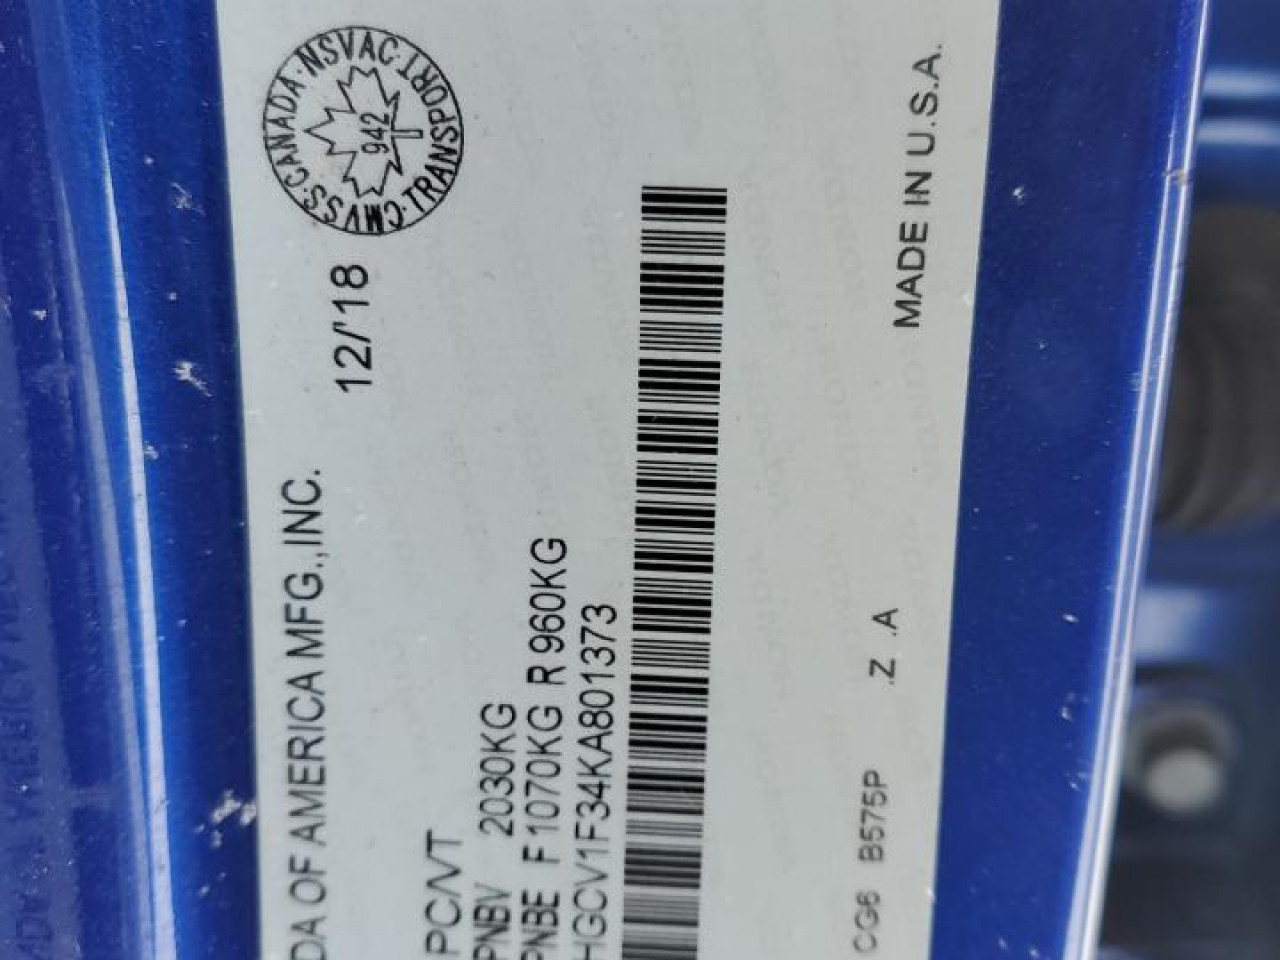 CMVSS·CANADA·NSVAC·TRANSPORT
942
DA OF AMERICA MFG.,INC. 12/'18
PC/VT
PNBV 2030KG
PNBE F 1070KG R 960KG
HGCV1F34KA801373
CG6 B575P .Z .A
MADE IN U.S.A.